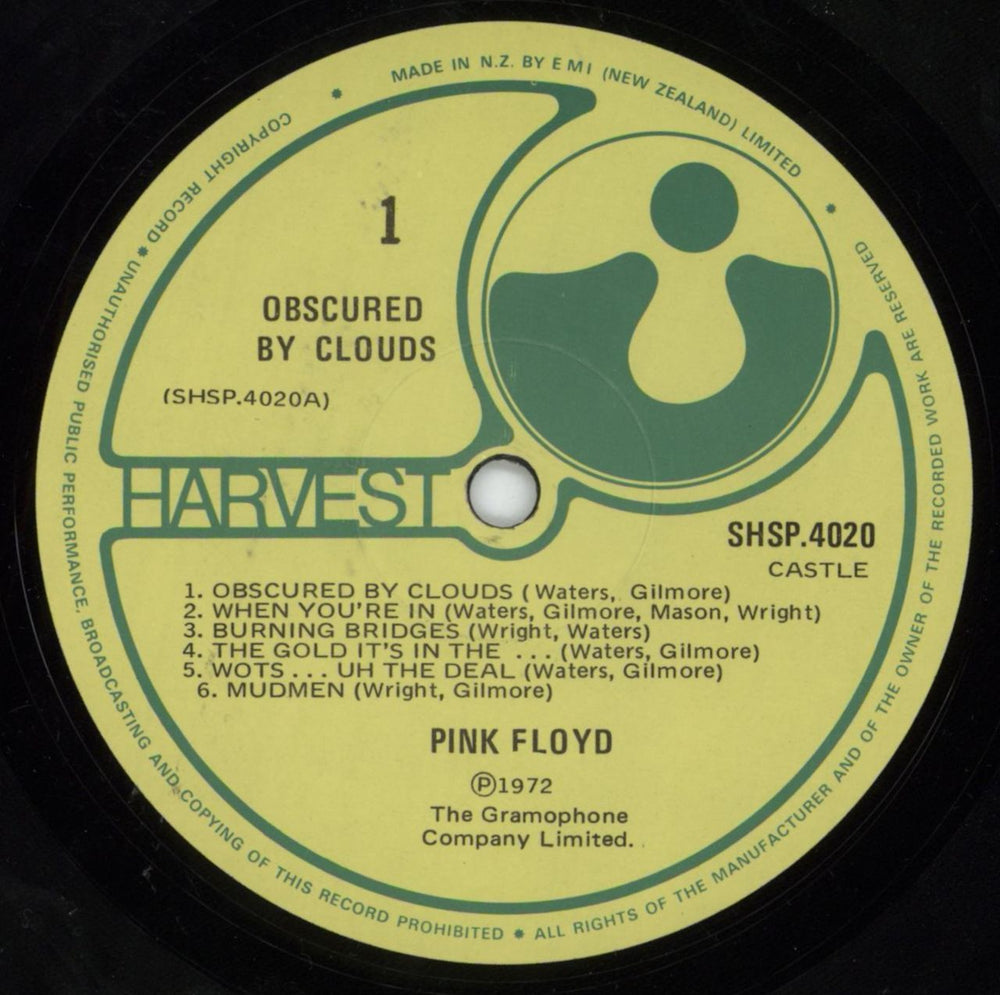 MADE IN N.Z. BY EMI (NEW ZEALAND) LIMITED *
1
OBSCURED
BY CLOUDS
(SHSP.4020A)
HARVEST
SHSP.4020
CASTLE
1. OBSCURED BY CLOUDS (Waters, Gilmore)
2. WHEN YOU'RE IN (Waters, Gilmore, Mason, Wright)
3. BURNING BRIDGES (Wright, Waters)
4. THE GOLD IT'S IN THE ... (Waters, Gilmore)
5. WOTS ... UH THE DEAL (Waters, Gilmore)
6. MUDMEN (Wright, Gilmore)
PINK FLOYD
Ⓟ1972
The Gramophone
Company Limited.
COPYRIGHT RECORD * UNAUTHORISED PUBLIC PERFORMANCE, BROADCASTING AND COPYING OF THIS RECORD PROHIBITED * ALL RIGHTS OF THE MANUFACTURER AND OF THE OWNER OF THE RECORDED WORK ARE RESERVED *